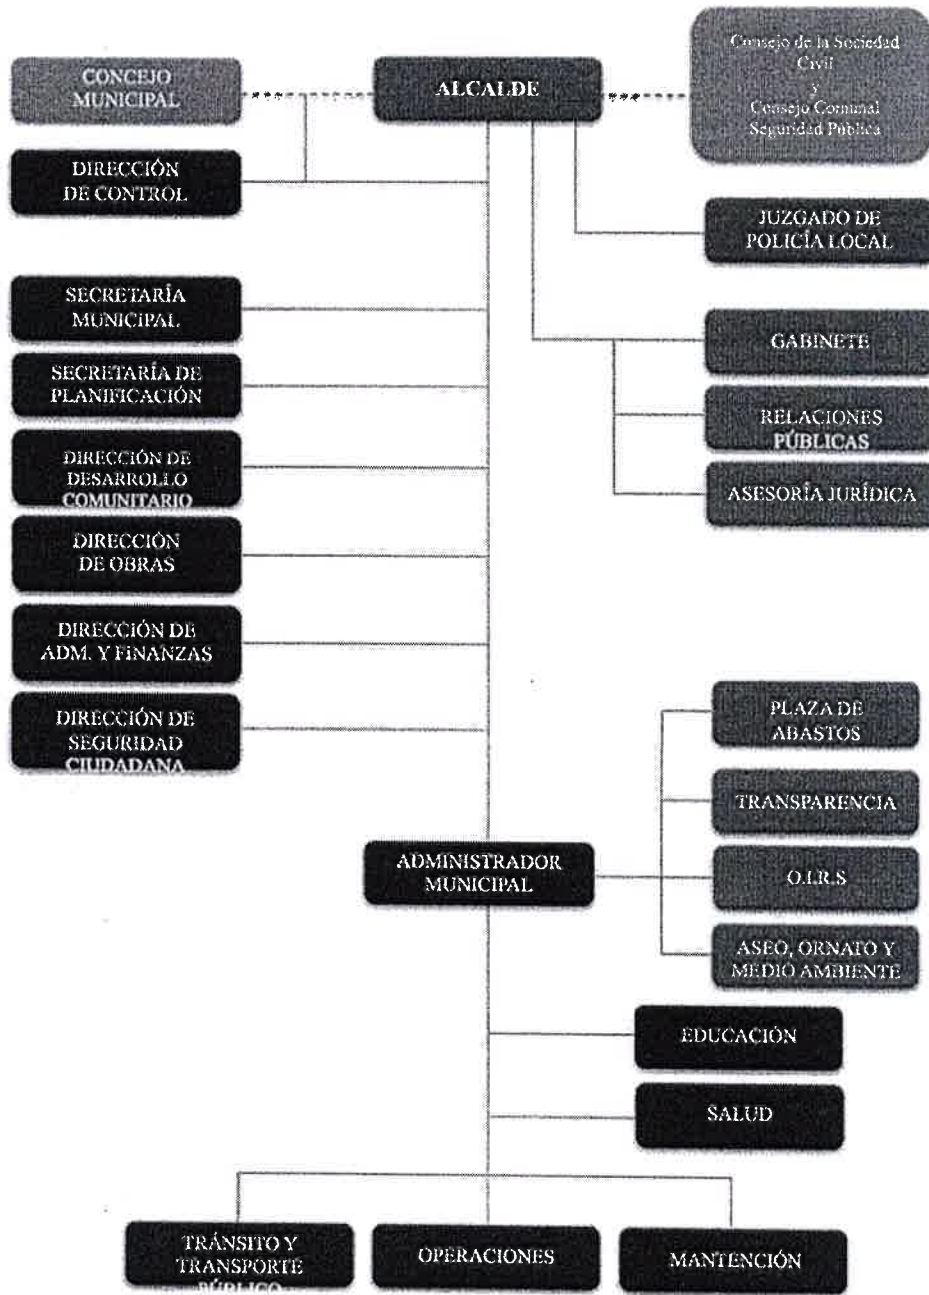 CONCEJO
MUNICIPAL
ALCALDE
Consejo de la Sociedad
Civil
y
Consejo Comunal
Seguridad Pública
DIRECCIÓN
DE CONTROL
JUZGADO DE
POLICÍA LOCAL
SECRETARÍA
MUNICIPAL
GABINETE
SECRETARÍA DE
PLANIFICACIÓN
RELACIONES
PÚBLICAS
DIRECCIÓN DE
DESARROLLO
COMUNITARIO
ASESORÍA JURÍDICA
DIRECCIÓN
DE OBRAS
DIRECCIÓN DE
ADM. Y FINANZAS
DIRECCIÓN DE
SEGURIDAD
CIUDADANA
PLAZA DE
ABASTOS
TRANSPARENCIA
ADMINISTRADOR
MUNICIPAL
O.I.R.S
ASEO, ORNATO Y
MEDIO AMBIENTE
EDUCACIÓN
SALUD
TRÁNSITO Y
TRANSPORTE
PÚBLICO
OPERACIONES
MANTENCIÓN